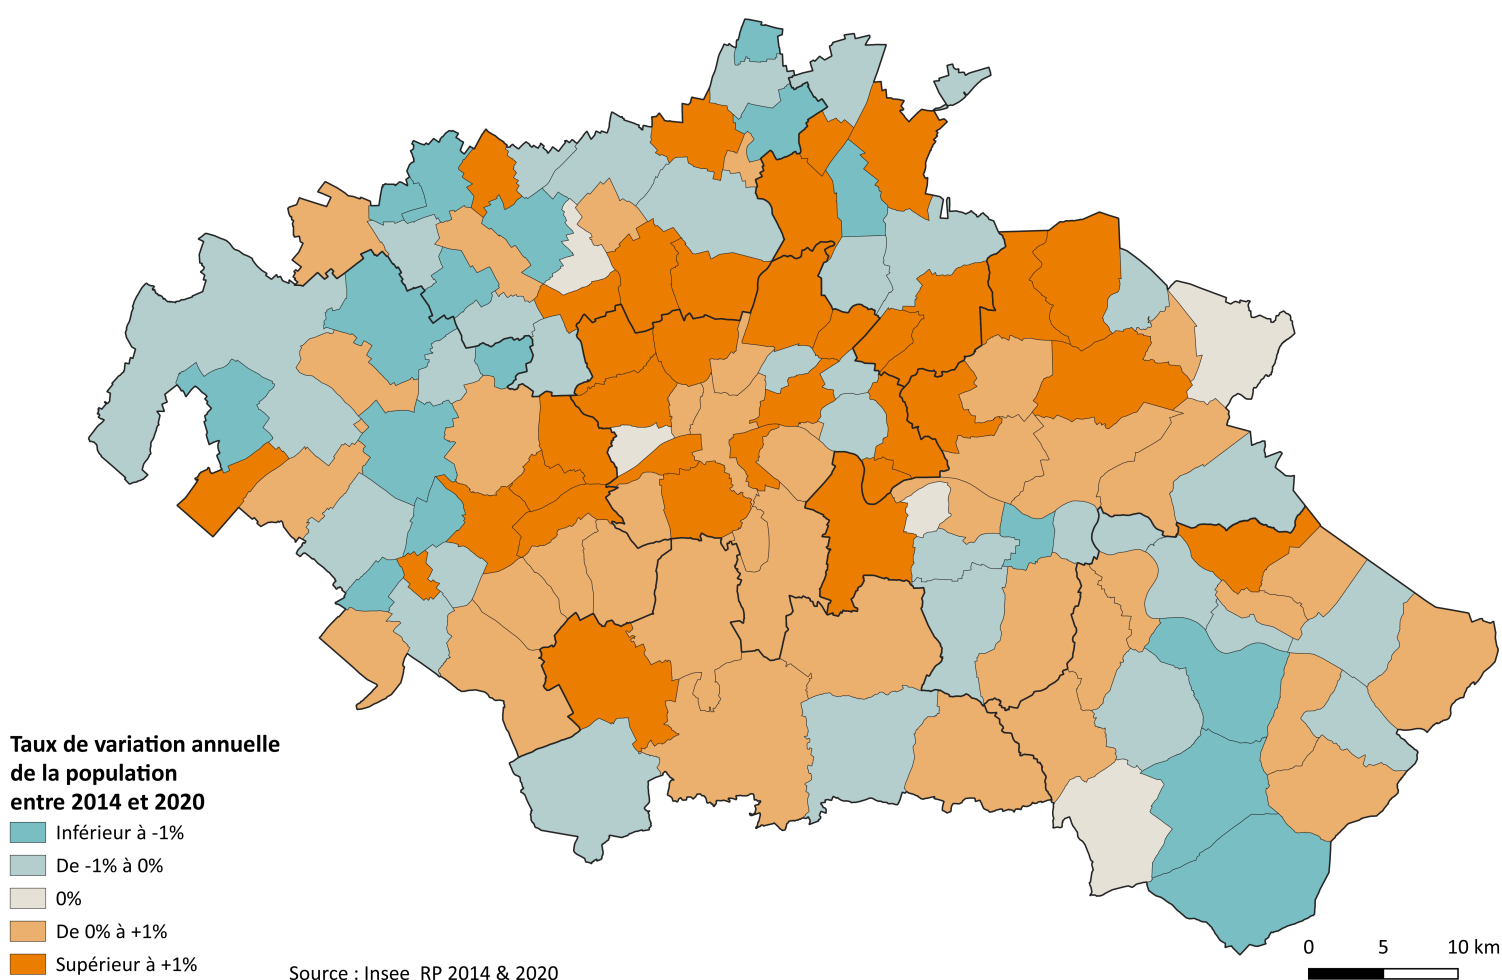 Taux de variation annuelle
de la population
entre 2014 et 2020
Inférieur à -1%
De -1% à 0%
0%
De 0% à +1%
Supérieur à +1%
Source : Insee RP 2014 & 2020
0 5 10 km